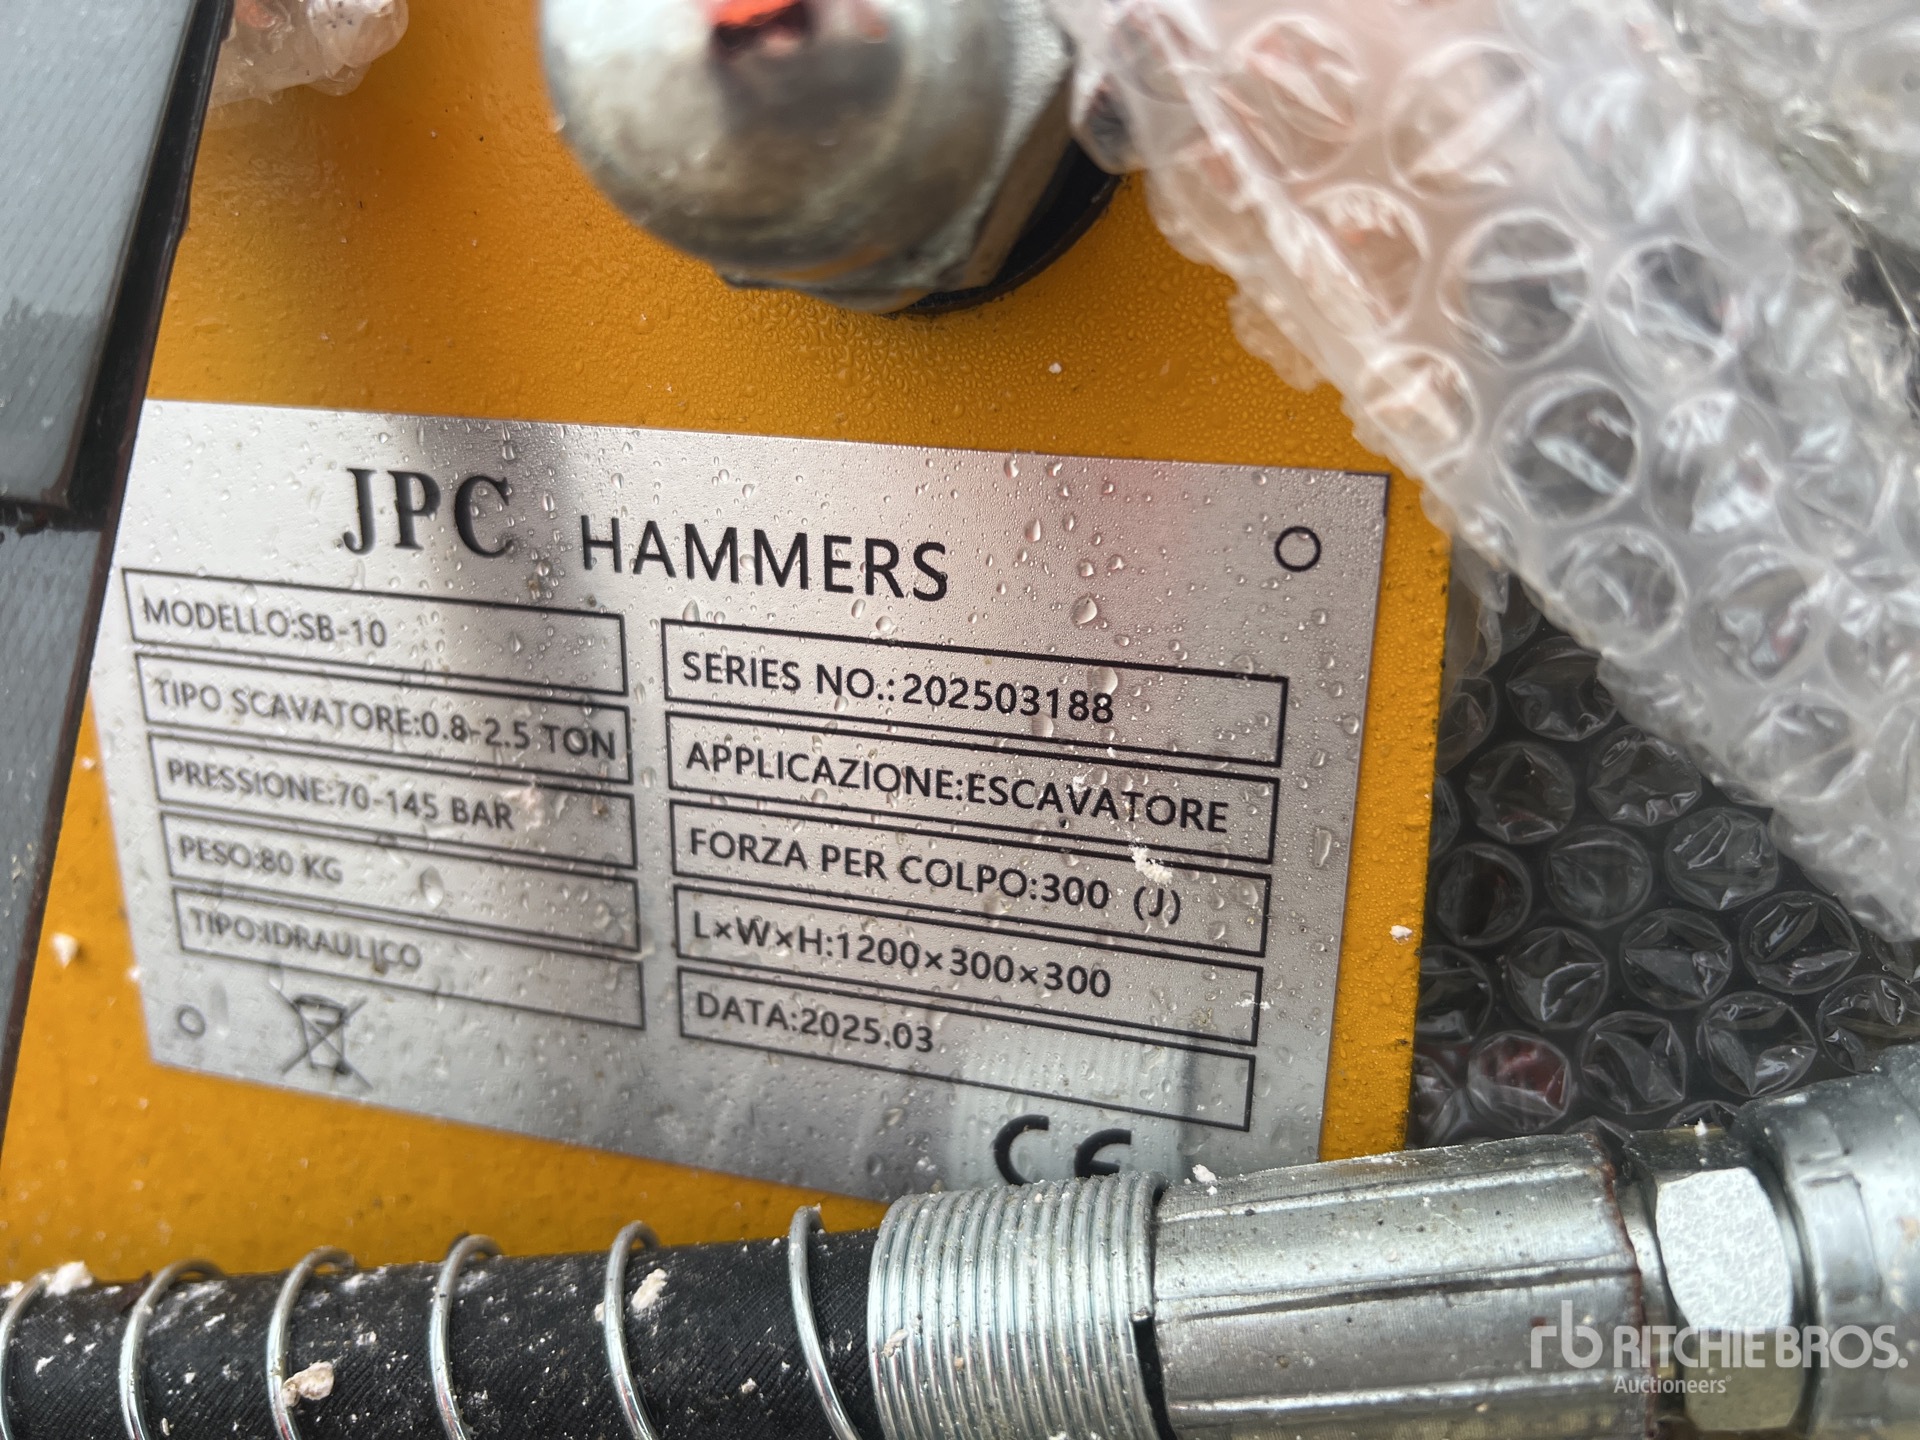 JPC HAMMERS
MODELLO:SB-10
TIPO SCAVATORE:0.8-2.5 TON
PRESSIONE:70-145 BAR
PESO:80 KG
TIPO:IDRAULICO
SERIES NO.:202503188
APPLICAZIONE:ESCAVATORE
FORZA PER COLPO:300 (J)
L×W×H:1200×300×300
DATA:2025.03
CE
rb RITCHIE BROS.
Auctioneers